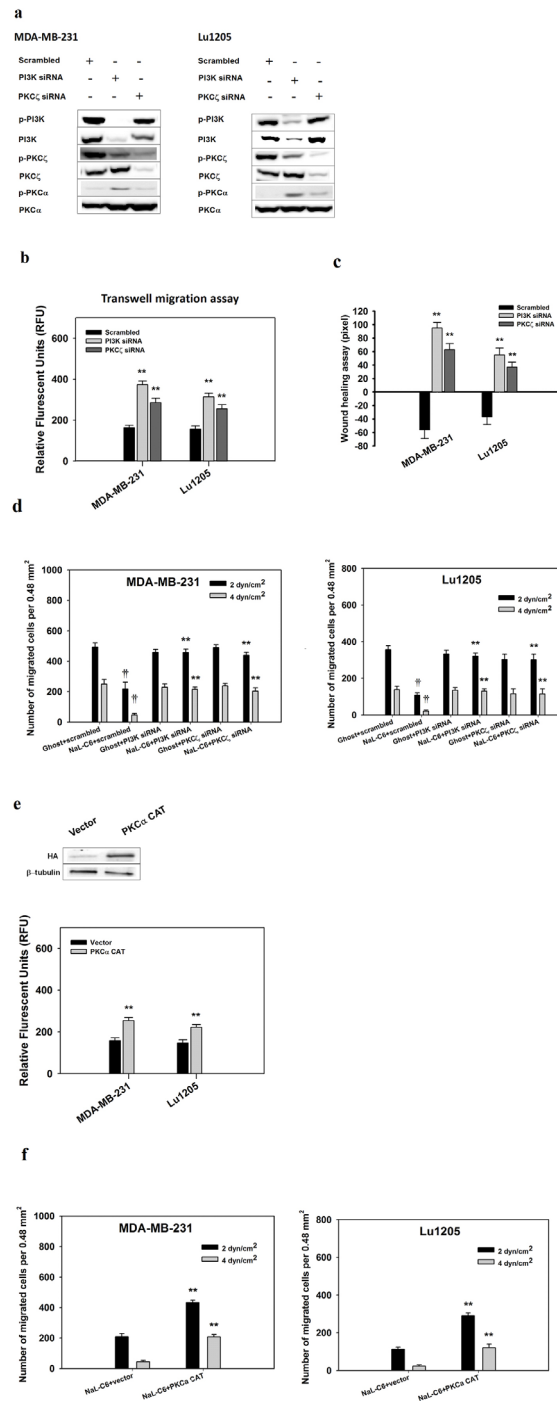 a
MDA-MB-231
Scrambled + - -
PI3K siRNA - + -
PKCζ siRNA - - +
p-PI3K
PI3K
p-PKCζ
PKCζ
p-PKCα
PKCα
Lu1205
Scrambled + - -
PI3K siRNA - + -
PKCζ siRNA - - +
p-PI3K
PI3K
p-PKCζ
PKCζ
p-PKCα
PKCα
b
Transwell migration assay
Relative Flurescent Units (RFU)
600
400
200
0
Scrambled
PI3K siRNA
PKCζ siRNA
**
**
**
**
MDA-MB-231
Lu1205
c
Wound healing assay (pixel)
120
100
80
60
40
20
0
-20
-40
-60
-80
Scrambled
PI3K siRNA
PKCζ siRNA
**
**
**
**
MDA-MB-231
Lu1205
d
Number of migrated cells per 0.48 mm²
1000
800
600
400
200
0
MDA-MB-231
2 dyn/cm²
4 dyn/cm²
##
##
**
**
**
**
Ghost+scrambled
NaL-C6+scrambled
Ghost+PI3K siRNA
NaL-C6+PI3K siRNA
Ghost+PKCζ siRNA
NaL-C6+PKCζ siRNA
Number of migrated cells per 0.48 mm²
800
600
400
200
0
Lu1205
2 dyn/cm²
4 dyn/cm²
#
#
**
**
**
**
Ghost+scrambled
NaL-C6+scrambled
Ghost+PI3K siRNA
NaL-C6+PI3K siRNA
Ghost+PKCζ siRNA
NaL-C6+PKCζ siRNA
e
Vector
PKCα CAT
HA
β-tubulin
Relative Flurescent Units (RFU)
600
400
200
0
Vector
PKCα CAT
**
**
MDA-MB-231
Lu1205
f
Number of migrated cells per 0.48 mm²
1000
800
600
400
200
0
MDA-MB-231
2 dyn/cm²
4 dyn/cm²
**
**
NaL-C6+vector
NaL-C6+PKCa CAT
Number of migrated cells per 0.48 mm²
800
600
400
200
0
Lu1205
2 dyn/cm²
4 dyn/cm²
**
**
NaL-C6+vector
NaL-C6+PKCa CAT